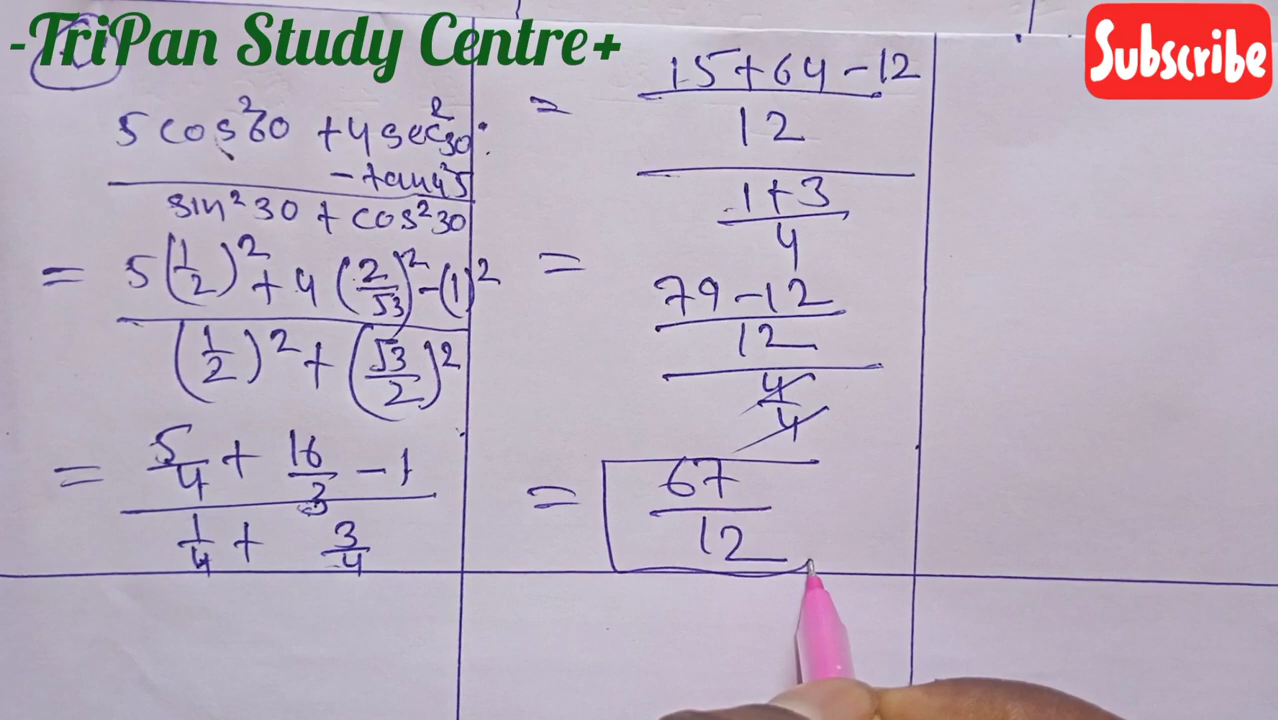 -TriPan Study Centre+
Subscribe
5 cos²60 + 4 sec²30°
- tan²45
sin²30 + cos²30
= 5(1/2)² + 4(2/√3)² - (1)²
(1/2)² + (√3/2)²
= 5/4 + 16/3 - 1
1/4 + 3/4
= 15+64-12
12
1+3
4
= 79-12
12
4
4
= 67
12